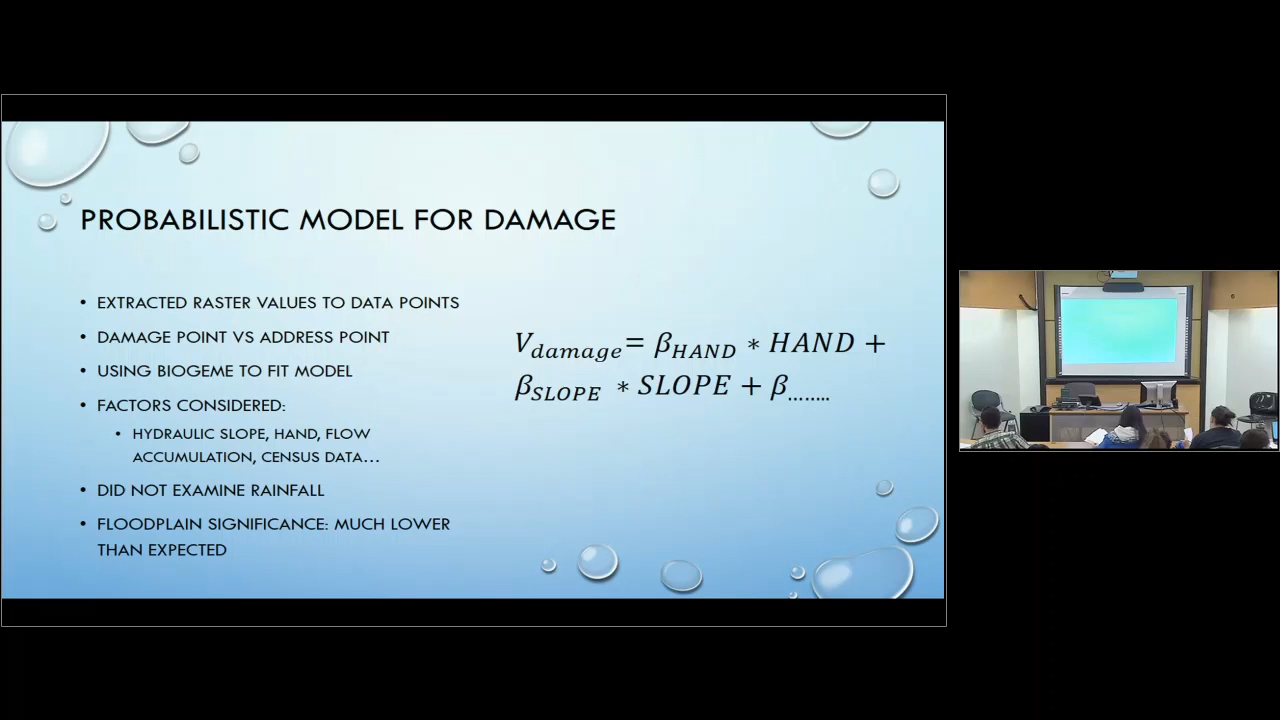 PROBABILISTIC MODEL FOR DAMAGE
• EXTRACTED RASTER VALUES TO DATA POINTS
• DAMAGE POINT VS ADDRESS POINT
• USING BIOGEME TO FIT MODEL
• FACTORS CONSIDERED:
• HYDRAULIC SLOPE, HAND, FLOW
ACCUMULATION, CENSUS DATA…
• DID NOT EXAMINE RAINFALL
• FLOODPLAIN SIGNIFICANCE: MUCH LOWER
THAN EXPECTED
V_damage = β_HAND * HAND +
β_SLOPE * SLOPE + β_........